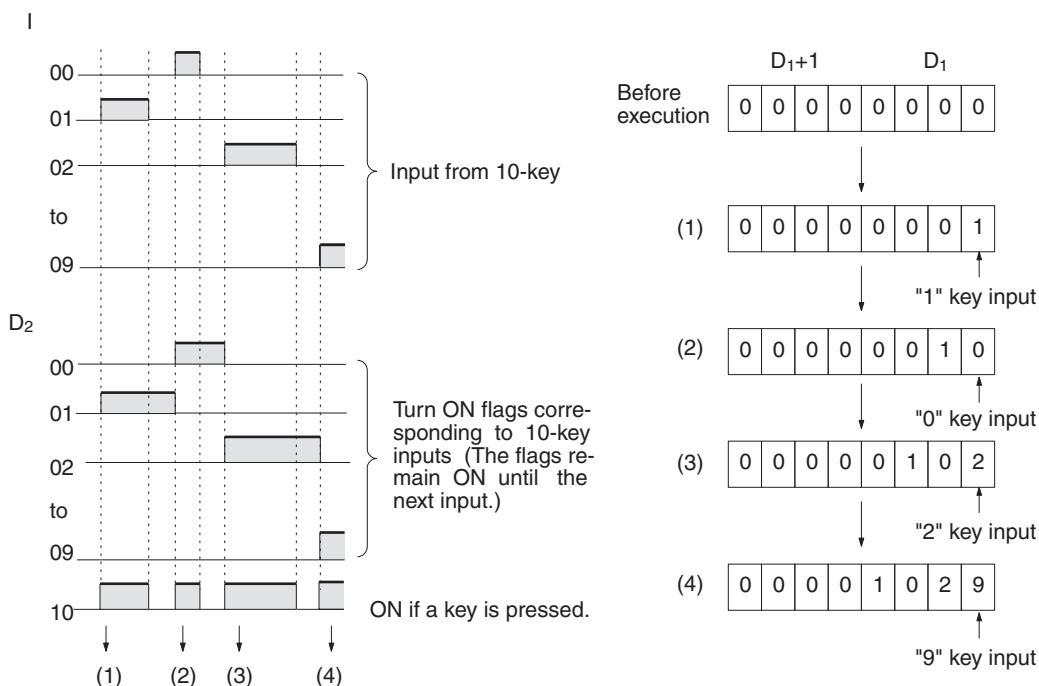 I
00
01
02
to
09
Input from 10-key
D2
00
01
02
to
09
10
Turn ON flags corre-
sponding to 10-key
inputs (The flags re-
main ON until the
next input.)
ON if a key is pressed.
(1) (2) (3) (4)
D1+1 D1
Before
execution
0 0 0 0 0 0 0 0
(1) 0 0 0 0 0 0 0 1
"1" key input
(2) 0 0 0 0 0 0 1 0
"0" key input
(3) 0 0 0 0 0 1 0 2
"2" key input
(4) 0 0 0 0 1 0 2 9
"9" key input